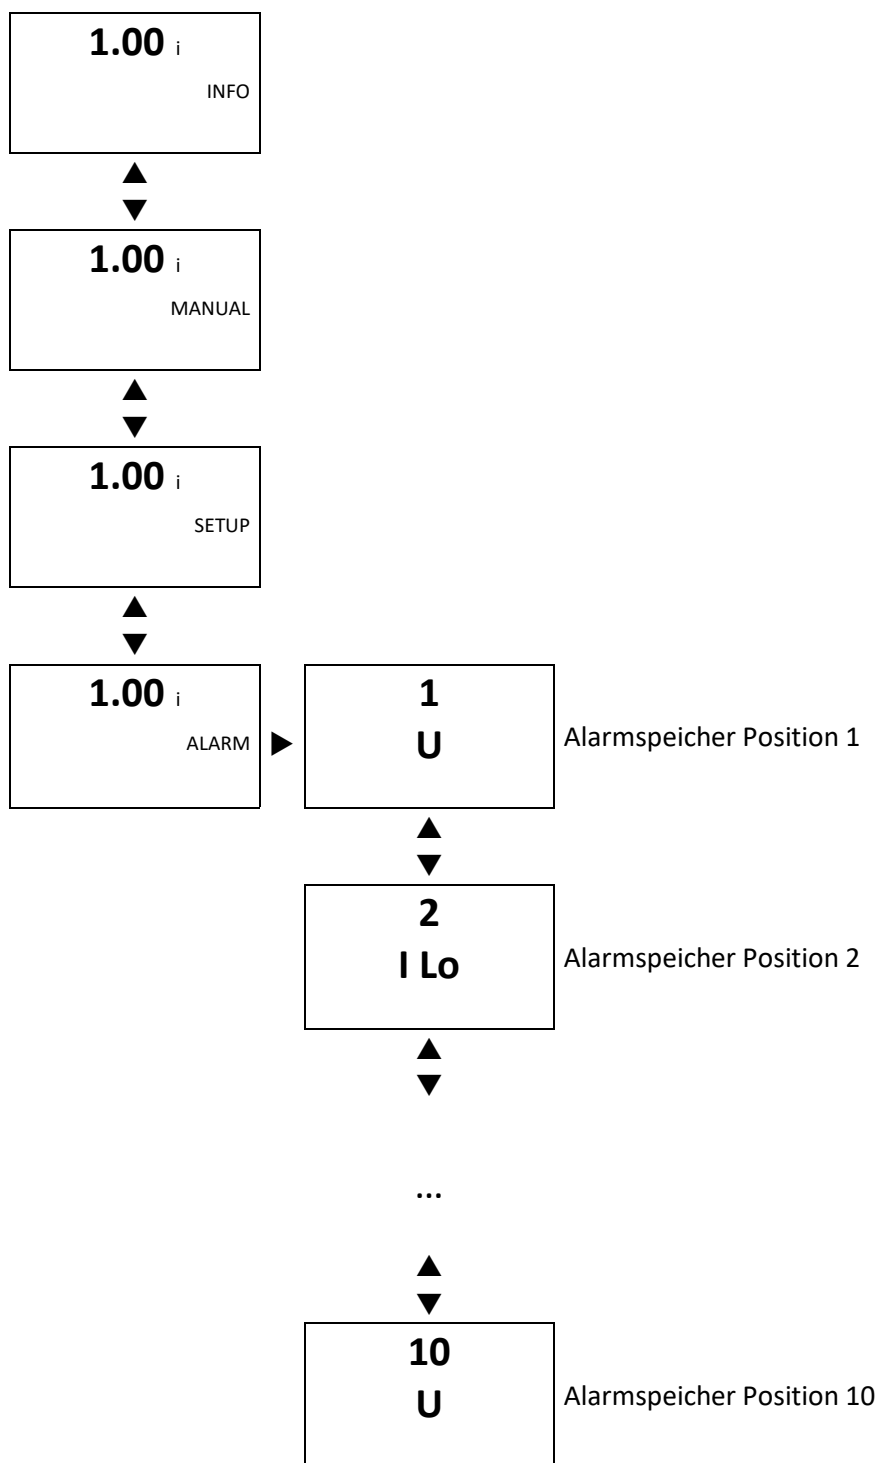 1.00 i
INFO
1.00 i
MANUAL
1.00 i
SETUP
1.00 i
ALARM
1
U
Alarmspeicher Position 1
2
I Lo
Alarmspeicher Position 2
...
10
U
Alarmspeicher Position 10